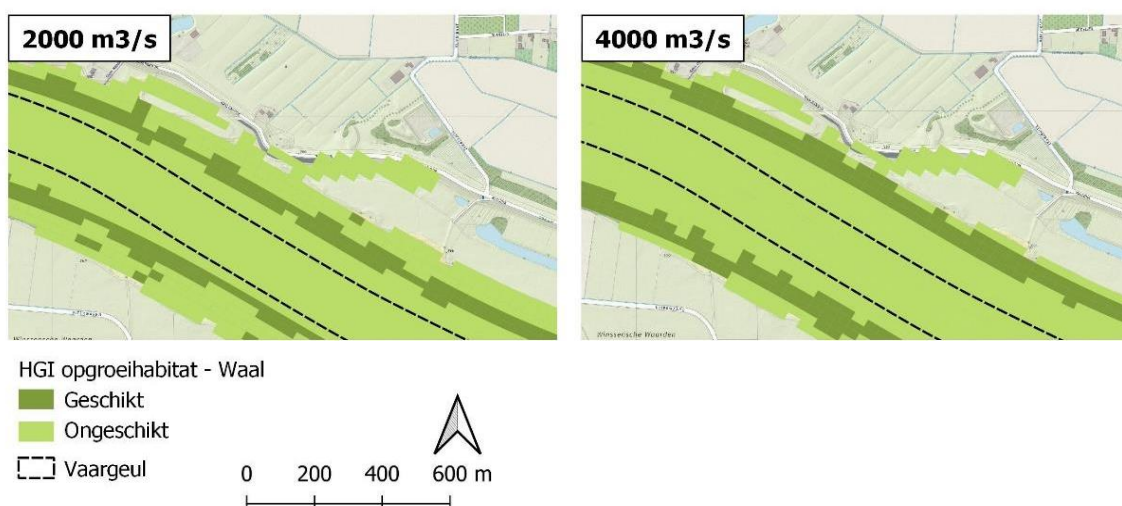 2000 m3/s
4000 m3/s
HGI opgroeihabitat - Waal
Geschikt
Ongeschikt
Vaargeul
0 200 400 600 m